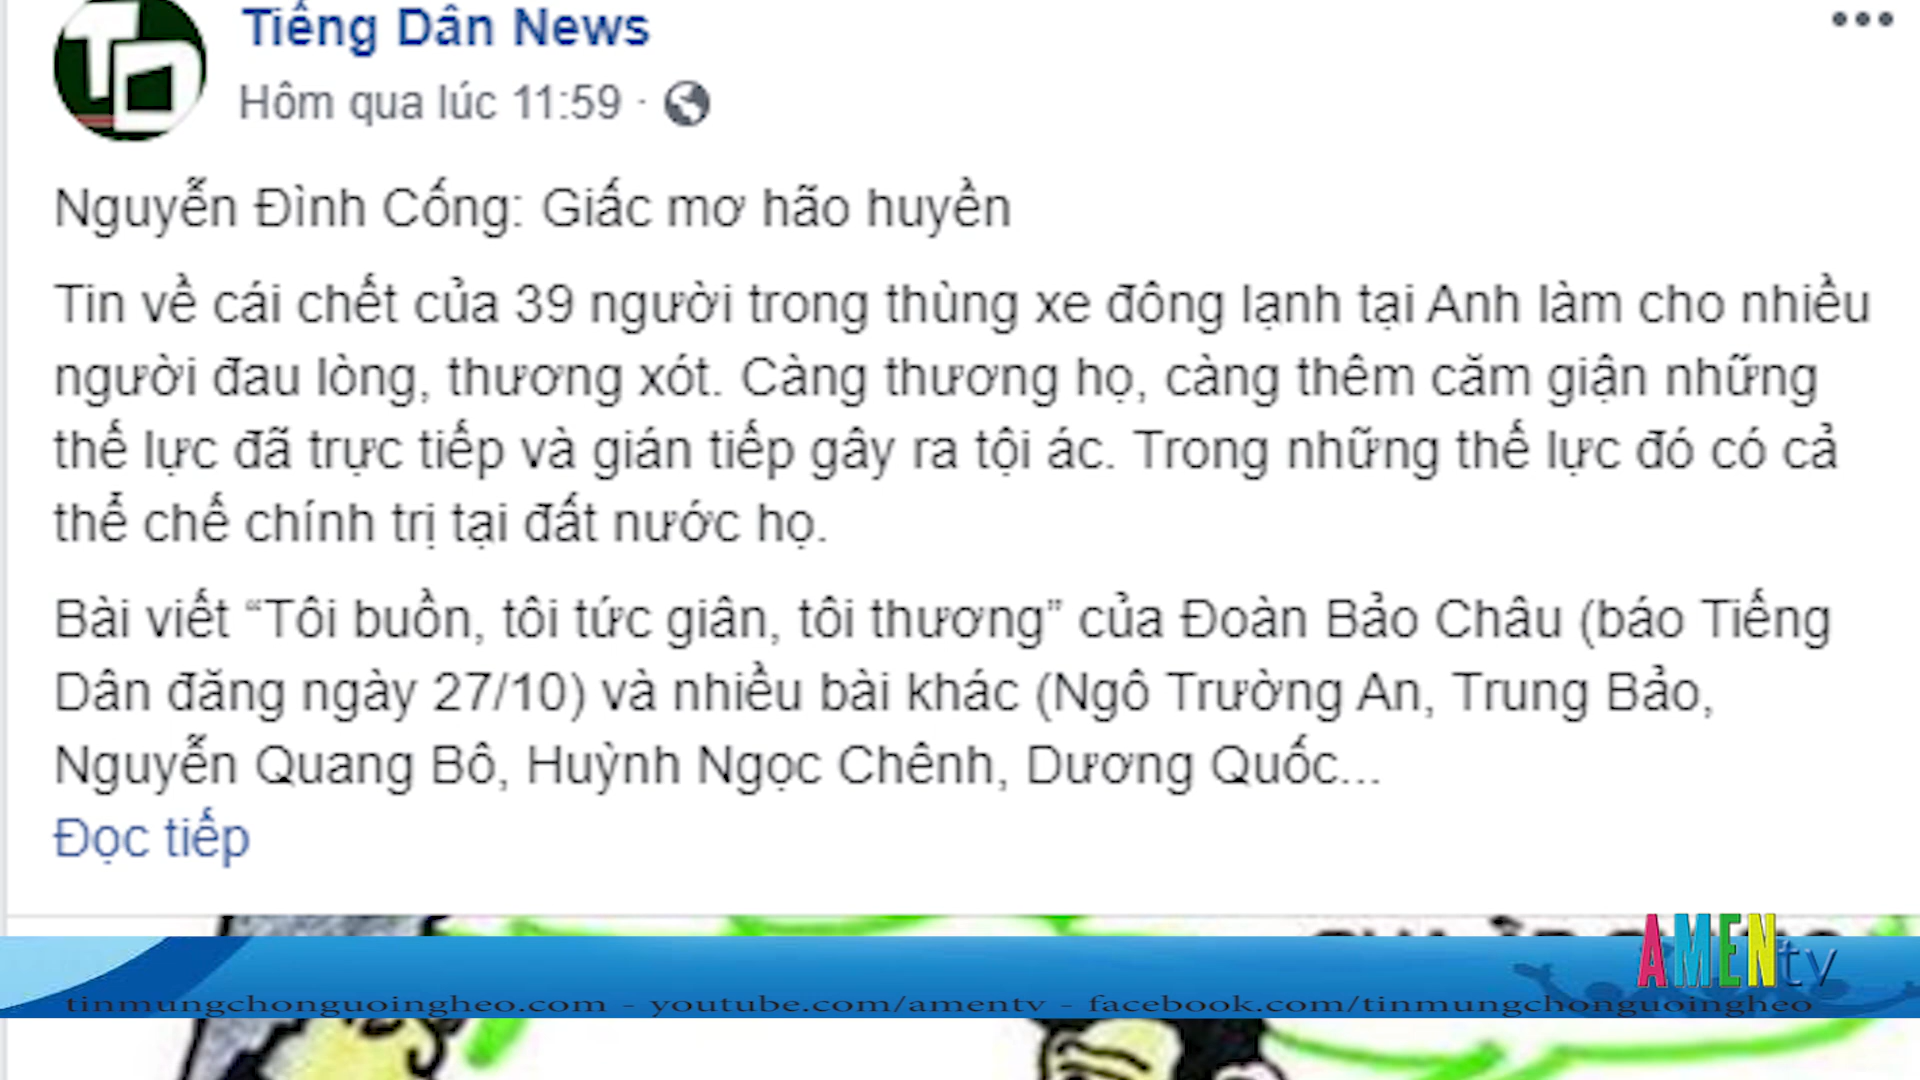 Tiếng Dân News
Hôm qua lúc 11:59 ·
Nguyễn Đình Cống: Giấc mơ hão huyền
Tin về cái chết của 39 người trong thùng xe đông lạnh tại Anh làm cho nhiều
người đau lòng, thương xót. Càng thương họ, càng thêm căm giận những
thế lực đã trực tiếp và gián tiếp gây ra tội ác. Trong những thế lực đó có cả
thể chế chính trị tại đất nước họ.
Bài viết “Tôi buồn, tôi tức giân, tôi thương” của Đoàn Bảo Châu (báo Tiếng
Dân đăng ngày 27/10) và nhiều bài khác (Ngô Trường An, Trung Bảo,
Nguyễn Quang Bô, Huỳnh Ngọc Chênh, Dương Quốc...
Đọc tiếp
AMENtv
tinmungchonguoingheo.com - youtube.com/amentv - facebook.com/tinmungchonguoingheo